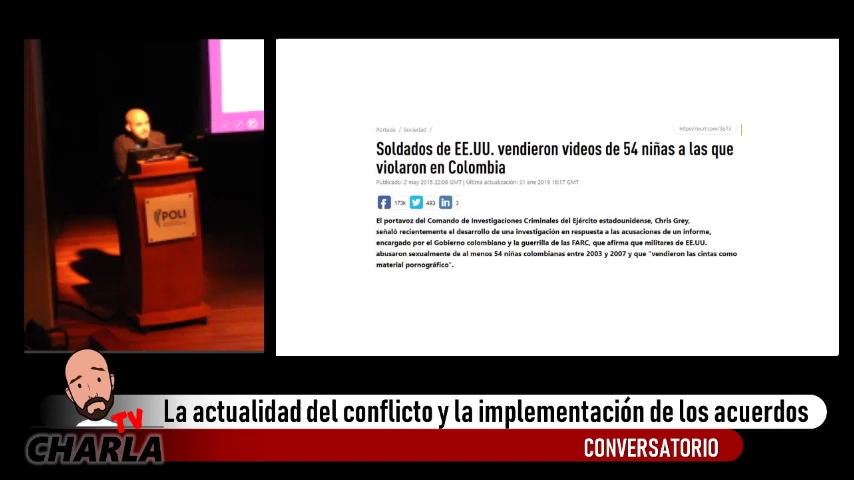 POLI
Portada / Sociedad /
Soldados de EE.UU. vendieron videos de 54 niñas a las que
violaron en Colombia
Publicado: 2 may 2015 22:06 GMT | Última actualización: 31 ene 2019 16:17 GMT
173k 493 3
El portavoz del Comando de Investigaciones Criminales del Ejército estadounidense, Chris Grey,
señaló recientemente el desarrollo de una investigación en respuesta a las acusaciones de un informe,
encargado por el Gobierno colombiano y la guerrilla de las FARC, que afirma que militares de EE.UU.
abusaron sexualmente de al menos 54 niñas colombianas entre 2003 y 2007 y que "vendieron las cintas como
material pornográfico".
La actualidad del conflicto y la implementación de los acuerdos
CHARLA TV
CONVERSATORIO